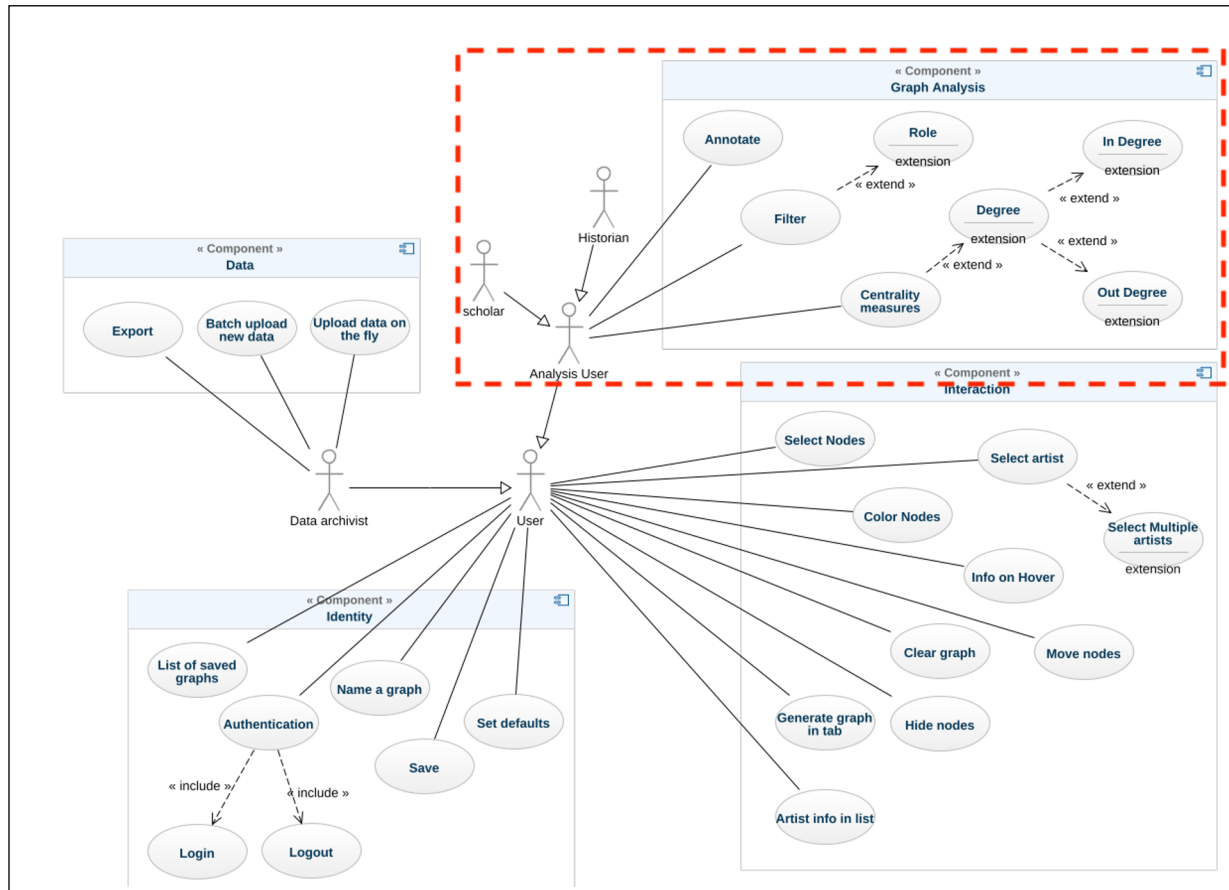 « Component »
Graph Analysis
Annotate
Role
extension
In Degree
extension
« extend »
Filter
Degree
extension
« extend »
« extend »
« extend »
Centrality
measures
Out Degree
extension
Historian
scholar
Analysis User
« Component »
Data
Export
Batch upload
new data
Upload data on
the fly
Data archivist
User
« Component »
Interaction
Select Nodes
Select artist
« extend »
Select Multiple
artists
extension
Color Nodes
Info on Hover
Clear graph
Move nodes
Generate graph
in tab
Hide nodes
Artist info in list
« Component »
Identity
List of saved
graphs
Name a graph
Authentication
Set defaults
Save
« include »
« include »
Login
Logout